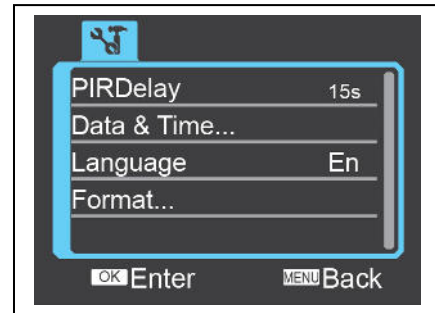 PIRDelay 15s
Data & Time...
Language En
Format...
OK Enter MENU Back